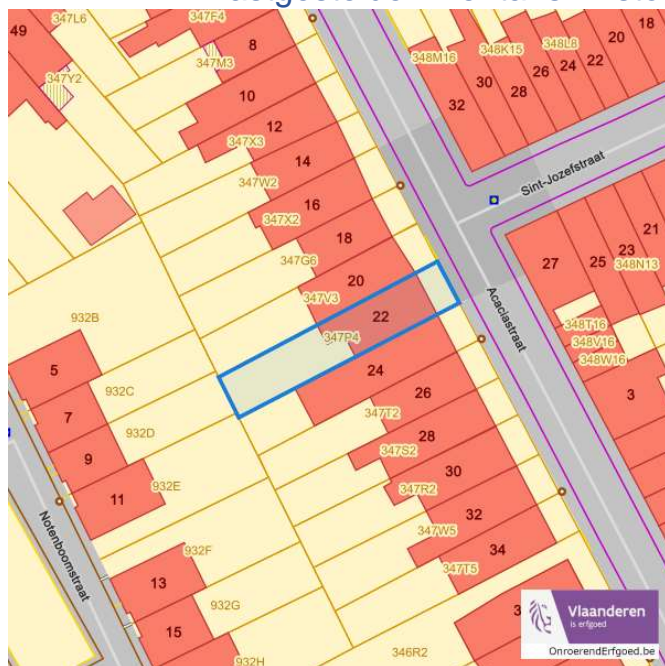 49
347L6
347F4
8
347M3
347Y2
10
12
347X3
14
347W2
16
347X2
18
347G6
20
347V3
22
347P4
24
26
347T2
28
347S2
30
347R2
32
347W5
34
347T5
348M16
32
30
348K15
28
26
348L8
24
22
20
18
Sint-Jozefstraat
Acaciastraat
27
25
23
21
348N13
348T16
348V16
348W16
3
932B
5
932C
7
932D
9
932E
11
Notenboomstraat
932F
13
932G
15
932H
346R2
Vlaanderen
is erfgoed
OnroerendErfgoed.be